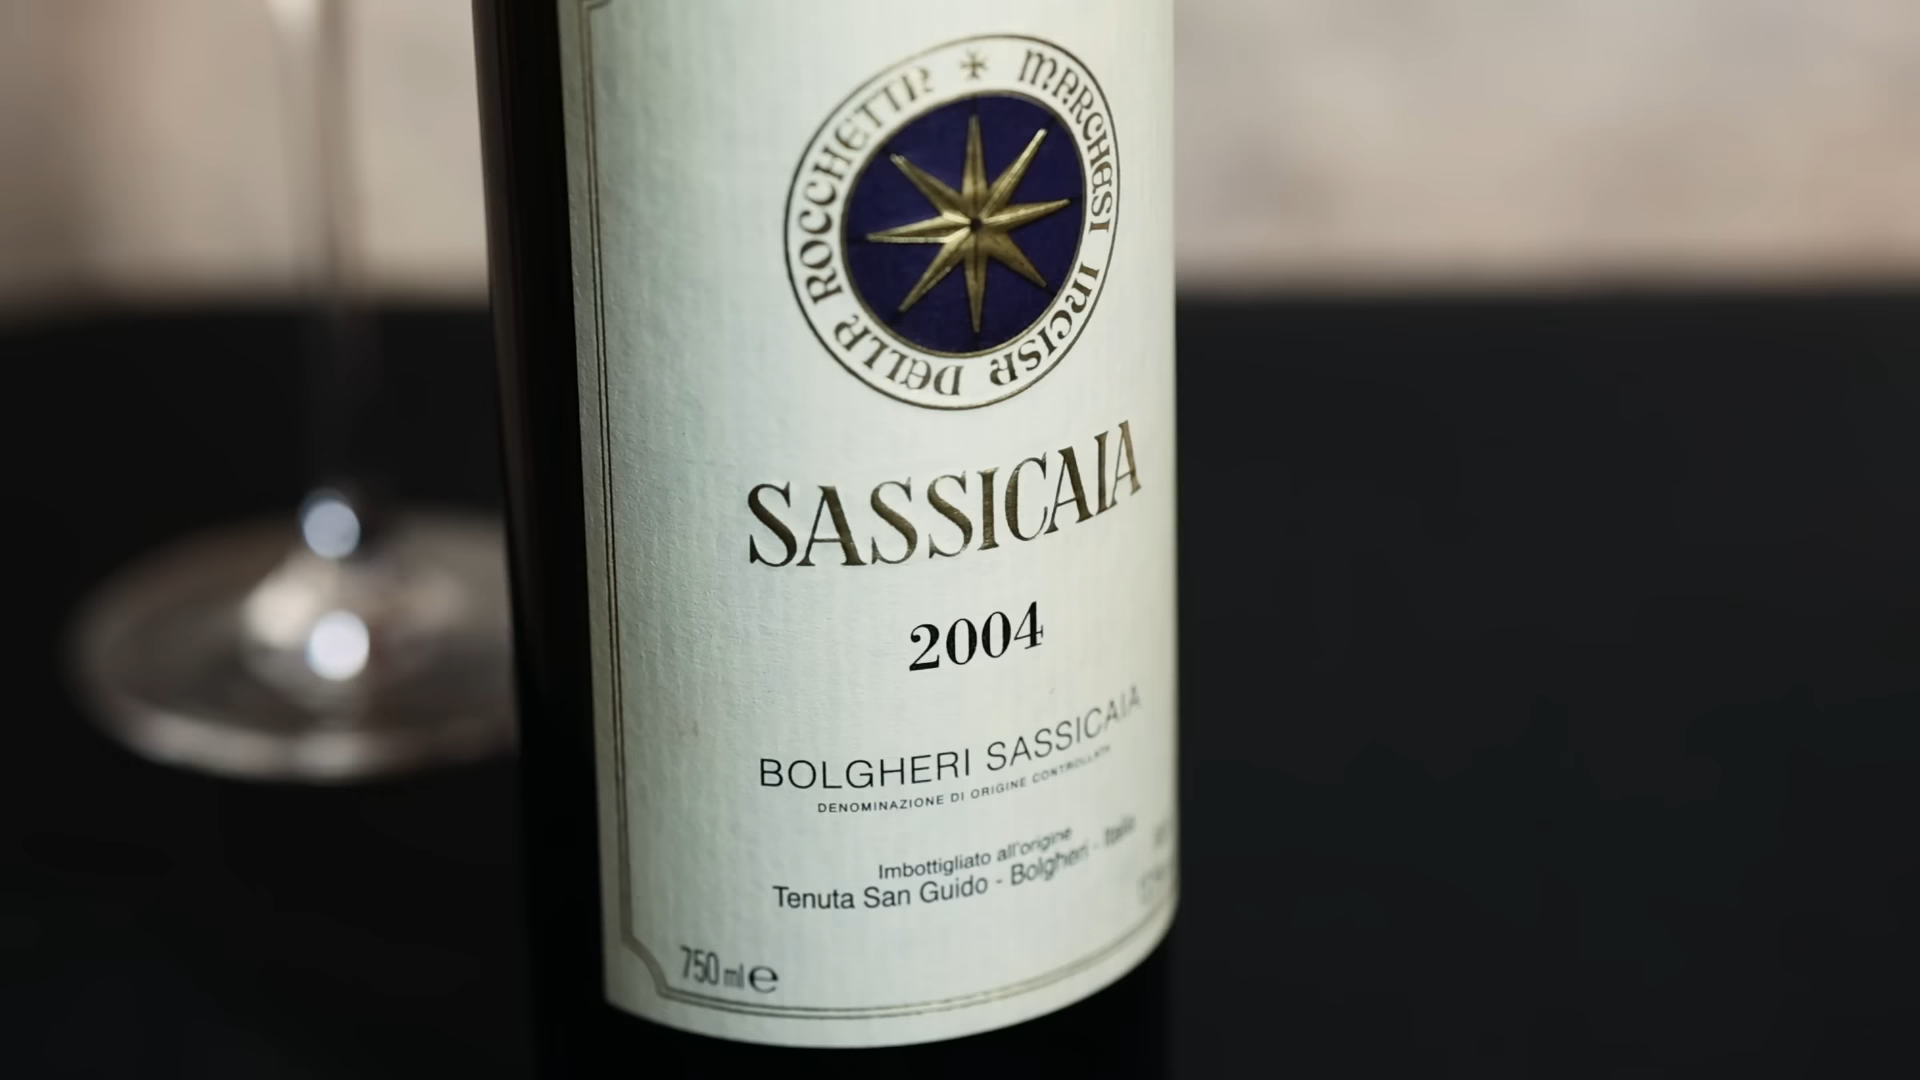 MARCHESI INCISA DELLA ROCCHETTA
SASSICAIA
2004
BOLGHERI SASSICAIA
DENOMINAZIONE DI ORIGINE CONTROLLATA
Imbottigliato all'origine
Tenuta San Guido - Bolgheri - Italia
750 ml e